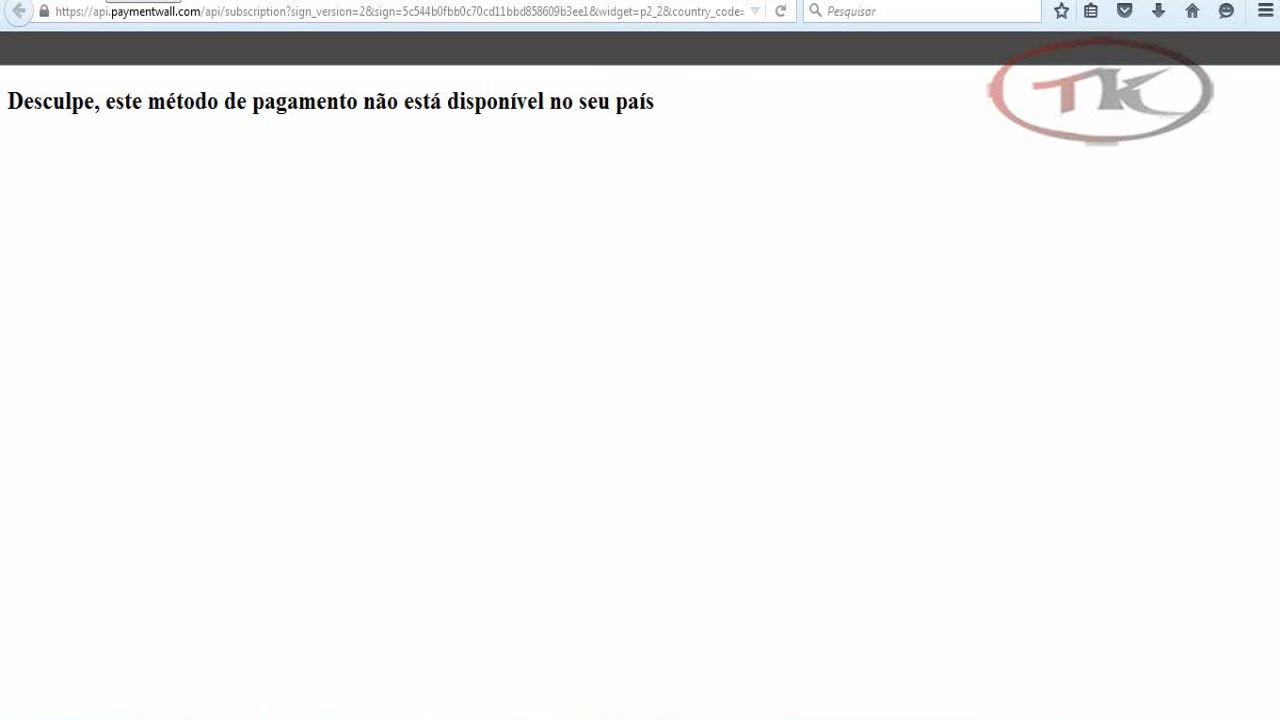 https://api.paymentwall.com/api/subscription?sign_version=2&sign=5c544b0fbb0c70cd11bbd858609b3ee1&widget=p2_2&country_code=
Pesquisar
TK
Desculpe, este método de pagamento não está disponível no seu país